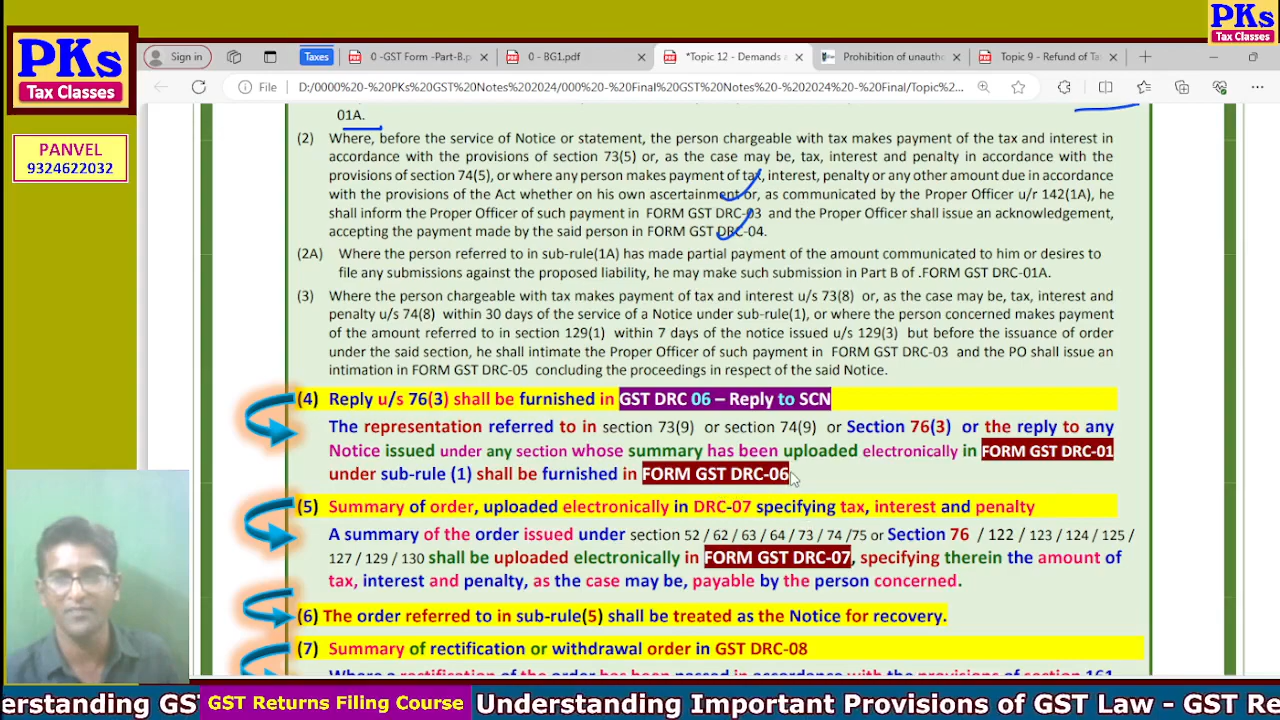 PKs
Tax Classes
PKs
Tax Classes
PANVEL
9324622032
Sign in
Taxes
0 -GST Form -Part-B.p
0 - BG1.pdf
*Topic 12 - Demands a
Prohibition of unautho
Topic 9 - Refund of Ta
File
D:/0000%20-%20PKs%20GST%20Notes%202024/000%20-%20Final%20GST%20Notes%20%202024%20-%20Final/Topic%...
01A.
(2) Where, before the service of Notice or statement, the person chargeable with tax makes payment of the tax and interest in
accordance with the provisions of section 73(5) or, as the case may be, tax, interest and penalty in accordance with the
provisions of section 74(5), or where any person makes payment of tax, interest, penalty or any other amount due in accordance
with the provisions of the Act whether on his own ascertainment or, as communicated by the Proper Officer u/r 142(1A), he
shall inform the Proper Officer of such payment in FORM GST DRC-03 and the Proper Officer shall issue an acknowledgement,
accepting the payment made by the said person in FORM GST DRC-04.
(2A) Where the person referred to in sub-rule(1A) has made partial payment of the amount communicated to him or desires to
file any submissions against the proposed liability, he may make such submission in Part B of .FORM GST DRC-01A.
(3) Where the person chargeable with tax makes payment of tax and interest u/s 73(8) or, as the case may be, tax, interest and
penalty u/s 74(8) within 30 days of the service of a Notice under sub-rule(1), or where the person concerned makes payment
of the amount referred to in section 129(1) within 7 days of the notice issued u/s 129(3) but before the issuance of order
under the said section, he shall intimate the Proper Officer of such payment in FORM GST DRC-03 and the PO shall issue an
intimation in FORM GST DRC-05 concluding the proceedings in respect of the said Notice.
(4) Reply u/s 76(3) shall be furnished in GST DRC 06 – Reply to SCN
The representation referred to in section 73(9) or section 74(9) or Section 76(3) or the reply to any
Notice issued under any section whose summary has been uploaded electronically in FORM GST DRC-01
under sub-rule (1) shall be furnished in FORM GST DRC-06
(5) Summary of order, uploaded electronically in DRC-07 specifying tax, interest and penalty
A summary of the order issued under section 52 / 62 / 63 / 64 / 73 / 74 /75 or Section 76 / 122 / 123 / 124 / 125 /
127 / 129 / 130 shall be uploaded electronically in FORM GST DRC-07, specifying therein the amount of
tax, interest and penalty, as the case may be, payable by the person concerned.
(6) The order referred to in sub-rule(5) shall be treated as the Notice for recovery.
(7) Summary of rectification or withdrawal order in GST DRC-08
Where a rectification of the order has been passed in accordance with the provisions of section 161
erstanding GS GST Returns Filing Course Understanding Important Provisions of GST Law - GST Re